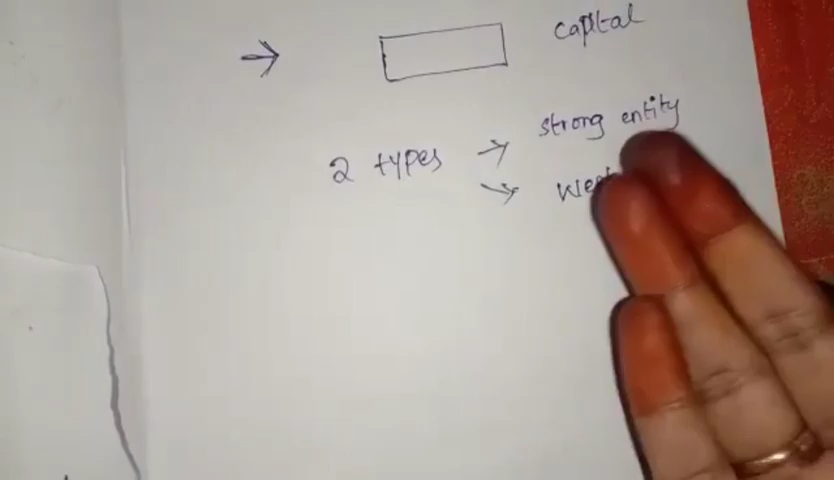 → capital
2 types → strong entity
→